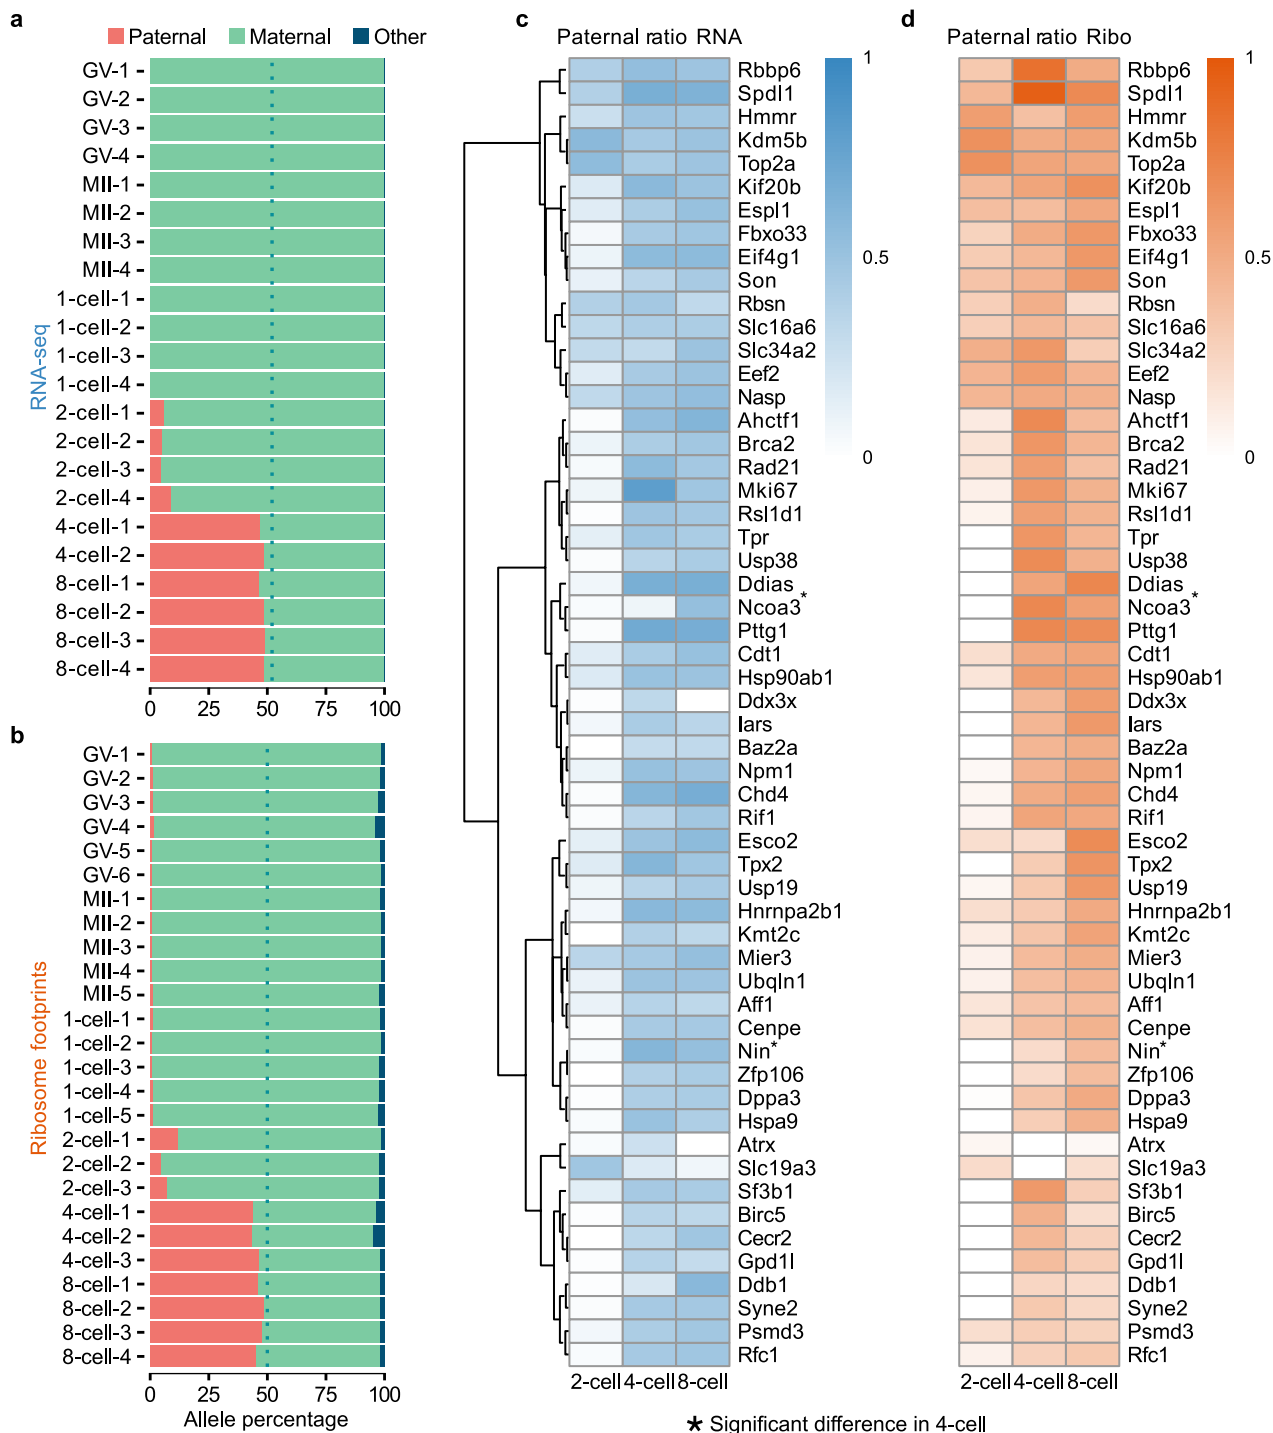 a
Paternal Maternal Other
RNA-seq
GV-1
GV-2
GV-3
GV-4
MII-1
MII-2
MII-3
MII-4
1-cell-1
1-cell-2
1-cell-3
1-cell-4
2-cell-1
2-cell-2
2-cell-3
2-cell-4
4-cell-1
4-cell-2
8-cell-1
8-cell-2
8-cell-3
8-cell-4
0 25 50 75 100
b
Ribosome footprints
GV-1
GV-2
GV-3
GV-4
GV-5
GV-6
MII-1
MII-2
MII-3
MII-4
MII-5
1-cell-1
1-cell-2
1-cell-3
1-cell-4
1-cell-5
2-cell-1
2-cell-2
2-cell-3
4-cell-1
4-cell-2
4-cell-3
8-cell-1
8-cell-2
8-cell-3
8-cell-4
0 25 50 75 100
Allele percentage
c
Paternal ratio RNA
Rbbp6
Spdl1
Hmmr
Kdm5b
Top2a
Kif20b
Espl1
Fbxo33
Eif4g1
Son
Rbsn
Slc16a6
Slc34a2
Eef2
Nasp
Ahctf1
Brca2
Rad21
Mki67
Rsl1d1
Tpr
Usp38
Ddias
Ncoa3*
Pttg1
Cdt1
Hsp90ab1
Ddx3x
Iars
Baz2a
Npm1
Chd4
Rif1
Esco2
Tpx2
Usp19
Hnrnpa2b1
Kmt2c
Mier3
Ubqln1
Aff1
Cenpe
Nin*
Zfp106
Dppa3
Hspa9
Atrx
Slc19a3
Sf3b1
Birc5
Cecr2
Gpd1l
Ddb1
Syne2
Psmd3
Rfc1
2-cell 4-cell 8-cell
1
0.5
0
d
Paternal ratio Ribo
Rbbp6
Spdl1
Hmmr
Kdm5b
Top2a
Kif20b
Espl1
Fbxo33
Eif4g1
Son
Rbsn
Slc16a6
Slc34a2
Eef2
Nasp
Ahctf1
Brca2
Rad21
Mki67
Rsl1d1
Tpr
Usp38
Ddias
Ncoa3*
Pttg1
Cdt1
Hsp90ab1
Ddx3x
Iars
Baz2a
Npm1
Chd4
Rif1
Esco2
Tpx2
Usp19
Hnrnpa2b1
Kmt2c
Mier3
Ubqln1
Aff1
Cenpe
Nin*
Zfp106
Dppa3
Hspa9
Atrx
Slc19a3
Sf3b1
Birc5
Cecr2
Gpd1l
Ddb1
Syne2
Psmd3
Rfc1
2-cell 4-cell 8-cell
1
0.5
0
★ Significant difference in 4-cell